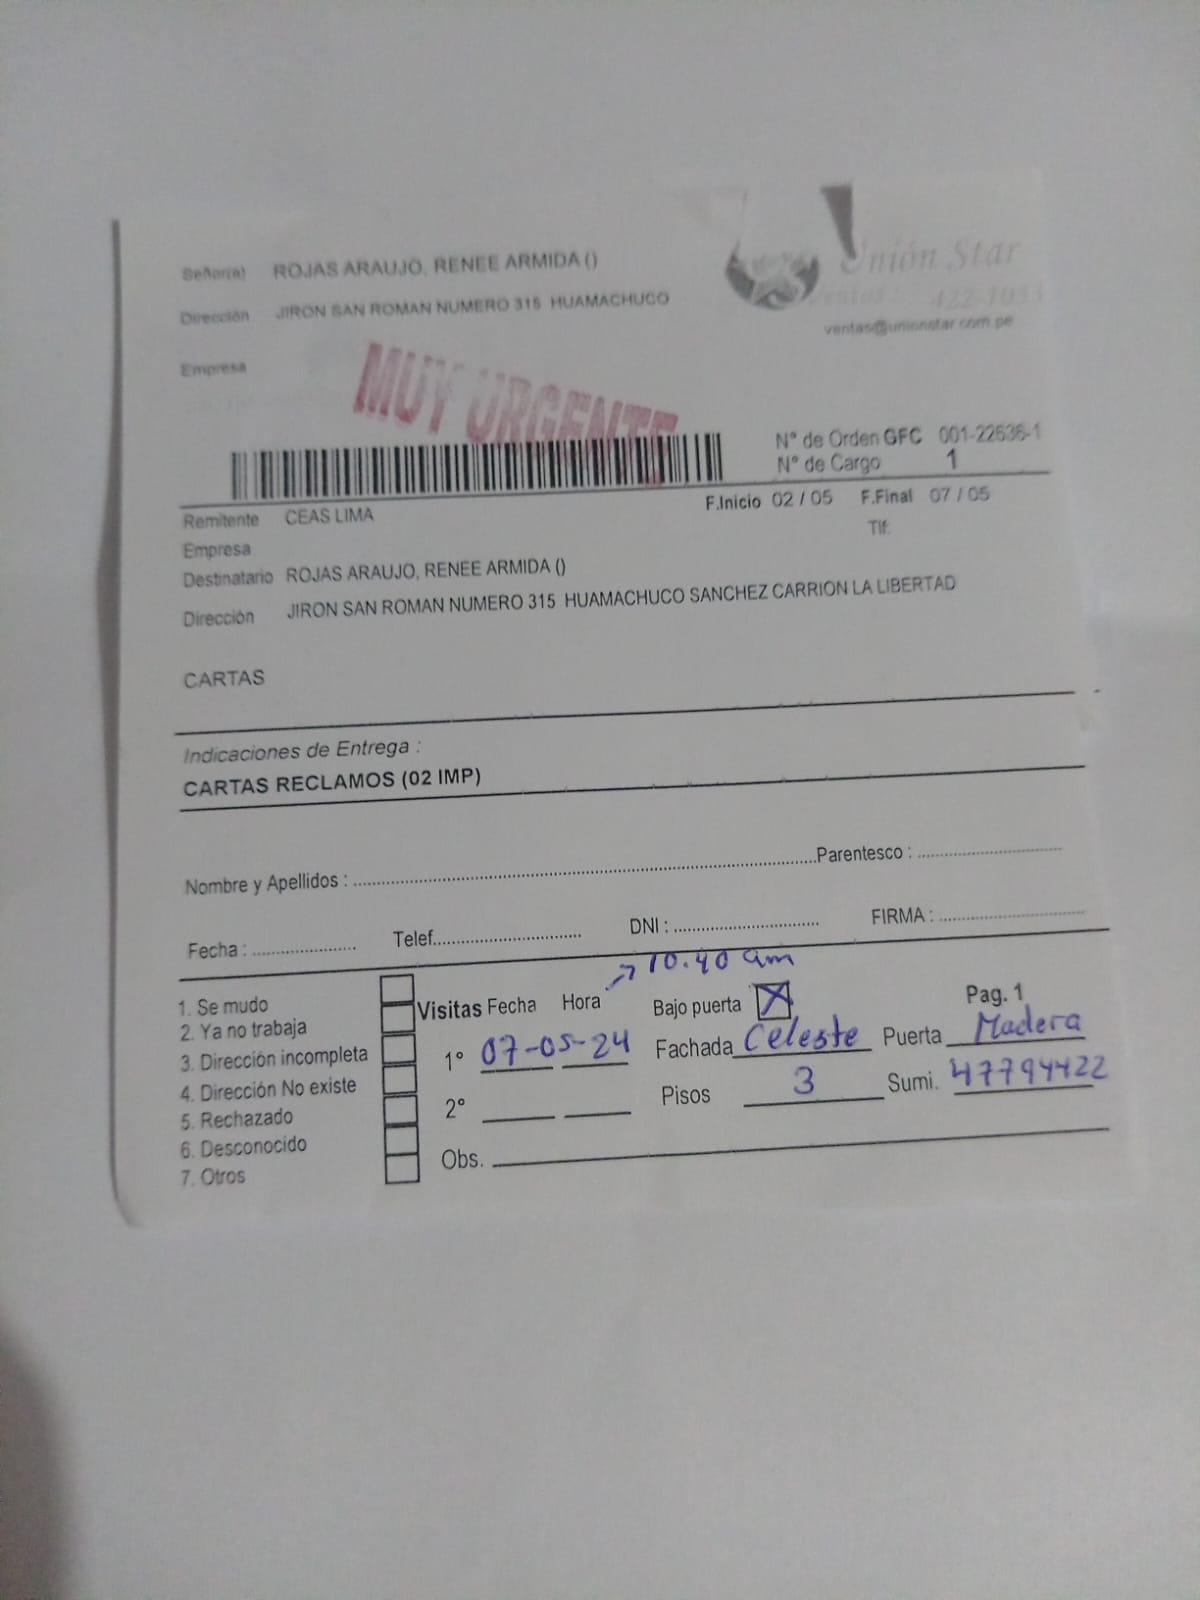 Señor(a) ROJAS ARAUJO, RENEE ARMIDA ()
Unión Star
Dirección JIRON SAN ROMAN NUMERO 315 HUAMACHUCO
Ventas: 422-1033
ventas@unionstar.com.pe
Empresa
MUY URGENTE
N° de Orden GFC 001-22636-1
N° de Cargo 1
F.Inicio 02 / 05 F.Final 07 / 05
Remitente CEAS LIMA
Tlf:
Empresa
Destinatario ROJAS ARAUJO, RENEE ARMIDA ()
Dirección JIRON SAN ROMAN NUMERO 315 HUAMACHUCO SANCHEZ CARRION LA LIBERTAD
CARTAS
Indicaciones de Entrega :
CARTAS RECLAMOS (02 IMP)
Nombre y Apellidos : Parentesco :
Fecha : Telef. DNI : FIRMA :
10:40 am
1. Se mudo
2. Ya no trabaja
3. Dirección incompleta
4. Dirección No existe
5. Rechazado
6. Desconocido
7. Otros
Visitas Fecha Hora Bajo puerta X Pag. 1
1° 07-05-24 Fachada Celeste Puerta Madera
2° Pisos 3 Sumi. 47794422
Obs.